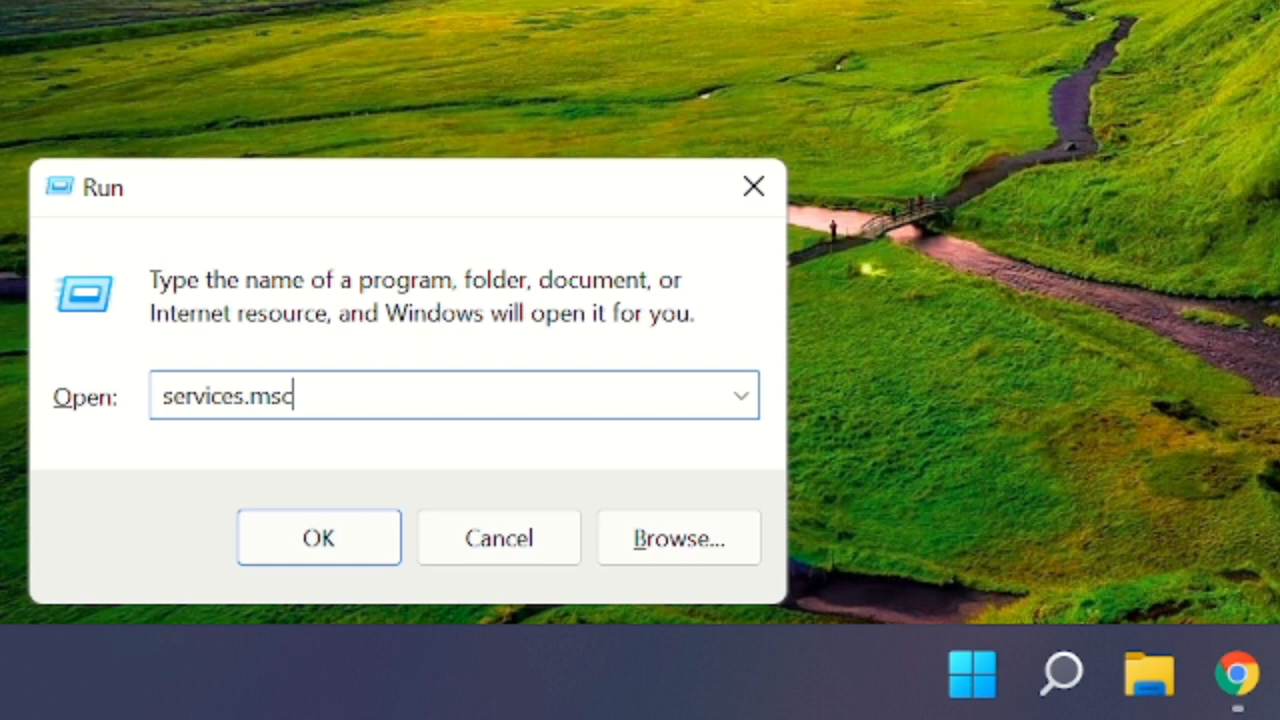 Run
Type the name of a program, folder, document, or
Internet resource, and Windows will open it for you.
Open:
services.msc
OK
Cancel
Browse...